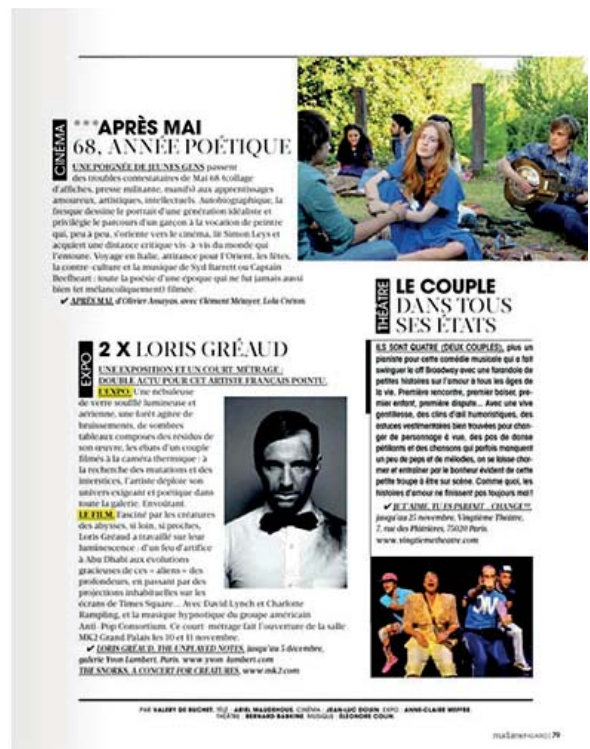 CINÉMA
***APRÈS MAI
68, ANNÉE POÉTIQUE
UNE POIGNÉE DE JEUNES GENS passent
des troubles contestataires de Mai 68 (collage
d'affiches, presse militante, manifs) aux apprentissages
amoureux, artistiques, intellectuels. Autobiographique, la
fresque dessine le portrait d'une génération idéaliste et
privilégie le parcours d'un garçon à la vocation de peintre
qui, peu à peu, s'oriente vers le cinéma, lit Simon Leys et
acquiert une distance critique vis-à-vis du monde qui
l'entoure. Voyage en Italie, attirance pour l'Orient, les fêtes,
la contre-culture et la musique de Syd Barrett ou Captain
Beefheart : toute la poésie d'une époque qui ne fut jamais aussi
bien (et mélancoliquement) filmée.
✔ APRÈS MAI, d'Olivier Assayas, avec Clément Métayer, Lola Créton.
EXPO
2 X LORIS GRÉAUD
UNE EXPOSITION ET UN COURT MÉTRAGE :
DOUBLE ACTU POUR CET ARTISTE FRANÇAIS POINTU.
L'EXPO. Une nébuleuse
de verre soufflé lumineuse et
aérienne, une forêt agitée de
bruissements, de sombres
tableaux composés des résidus de
son œuvre, les ébats d'un couple
filmés à la caméra thermique : à
la recherche des mutations et des
interstices, l'artiste déploie son
univers exigeant et poétique dans
toute la galerie. Envoûtant.
LE FILM. Fasciné par les créatures
des abysses, si loin, si proches,
Loris Gréaud a travaillé sur leur
luminescence : d'un feu d'artifice
à Abu Dhabi aux évolutions
gracieuses de ces « aliens » des
profondeurs, en passant par des
projections inhabituelles sur les
écrans de Times Square... Avec David Lynch et Charlotte
Rampling, et la musique hypnotique du groupe américain
Anti-Pop Consortium. Ce court-métrage fait l'ouverture de la salle
MK2 Grand Palais les 10 et 11 novembre.
✔ LORIS GRÉAUD, THE UNPLAYED NOTES, jusqu'au 5 décembre,
galerie Yvon Lambert, Paris. www.yvon-lambert.com
THE SNORKS, A CONCERT FOR CREATURES, www.mk2.com
THÉÂTRE
LE COUPLE
DANS TOUS
SES ÉTATS
ILS SONT QUATRE (DEUX COUPLES), plus un
pianiste pour cette comédie musicale qui a fait
swinguer le off Broadway avec une farandole de
petites histoires sur l'amour à tous les âges de
la vie. Première rencontre, premier baiser, pre-
mier enfant, première dispute... Avec une vive
gentillesse, des clins d'œil humoristiques, des
astuces vestimentaires bien trouvées pour chan-
ger de personnage à vue, des pas de danse
pétillants et des chansons qui parfois manquent
un peu de peps et de mélodies, on se laisse char-
mer et entraîner par le bonheur évident de cette
petite troupe à être sur scène. Comme quoi, les
histoires d'amour ne finissent pas toujours mal !
✔ JE T'AIME, TU ES PARFAIT... CHANGE !!!,
jusqu'au 25 novembre, Vingtième Théâtre,
7, rue des Plâtrières, 75020 Paris.
www.vingtiemetheatre.com
PAR VALERY DE BUCHET, TÉLÉ : ARIEL WAUERHOUS, CINÉMA : JEAN-LUC DOUIN, EXPO : ANNE-CLAIRE MEFFRE
THÉÂTRE : BERNARD BABKINE, MUSIQUE : ÉLÉONORE COLIN.
madame FIGARO 79